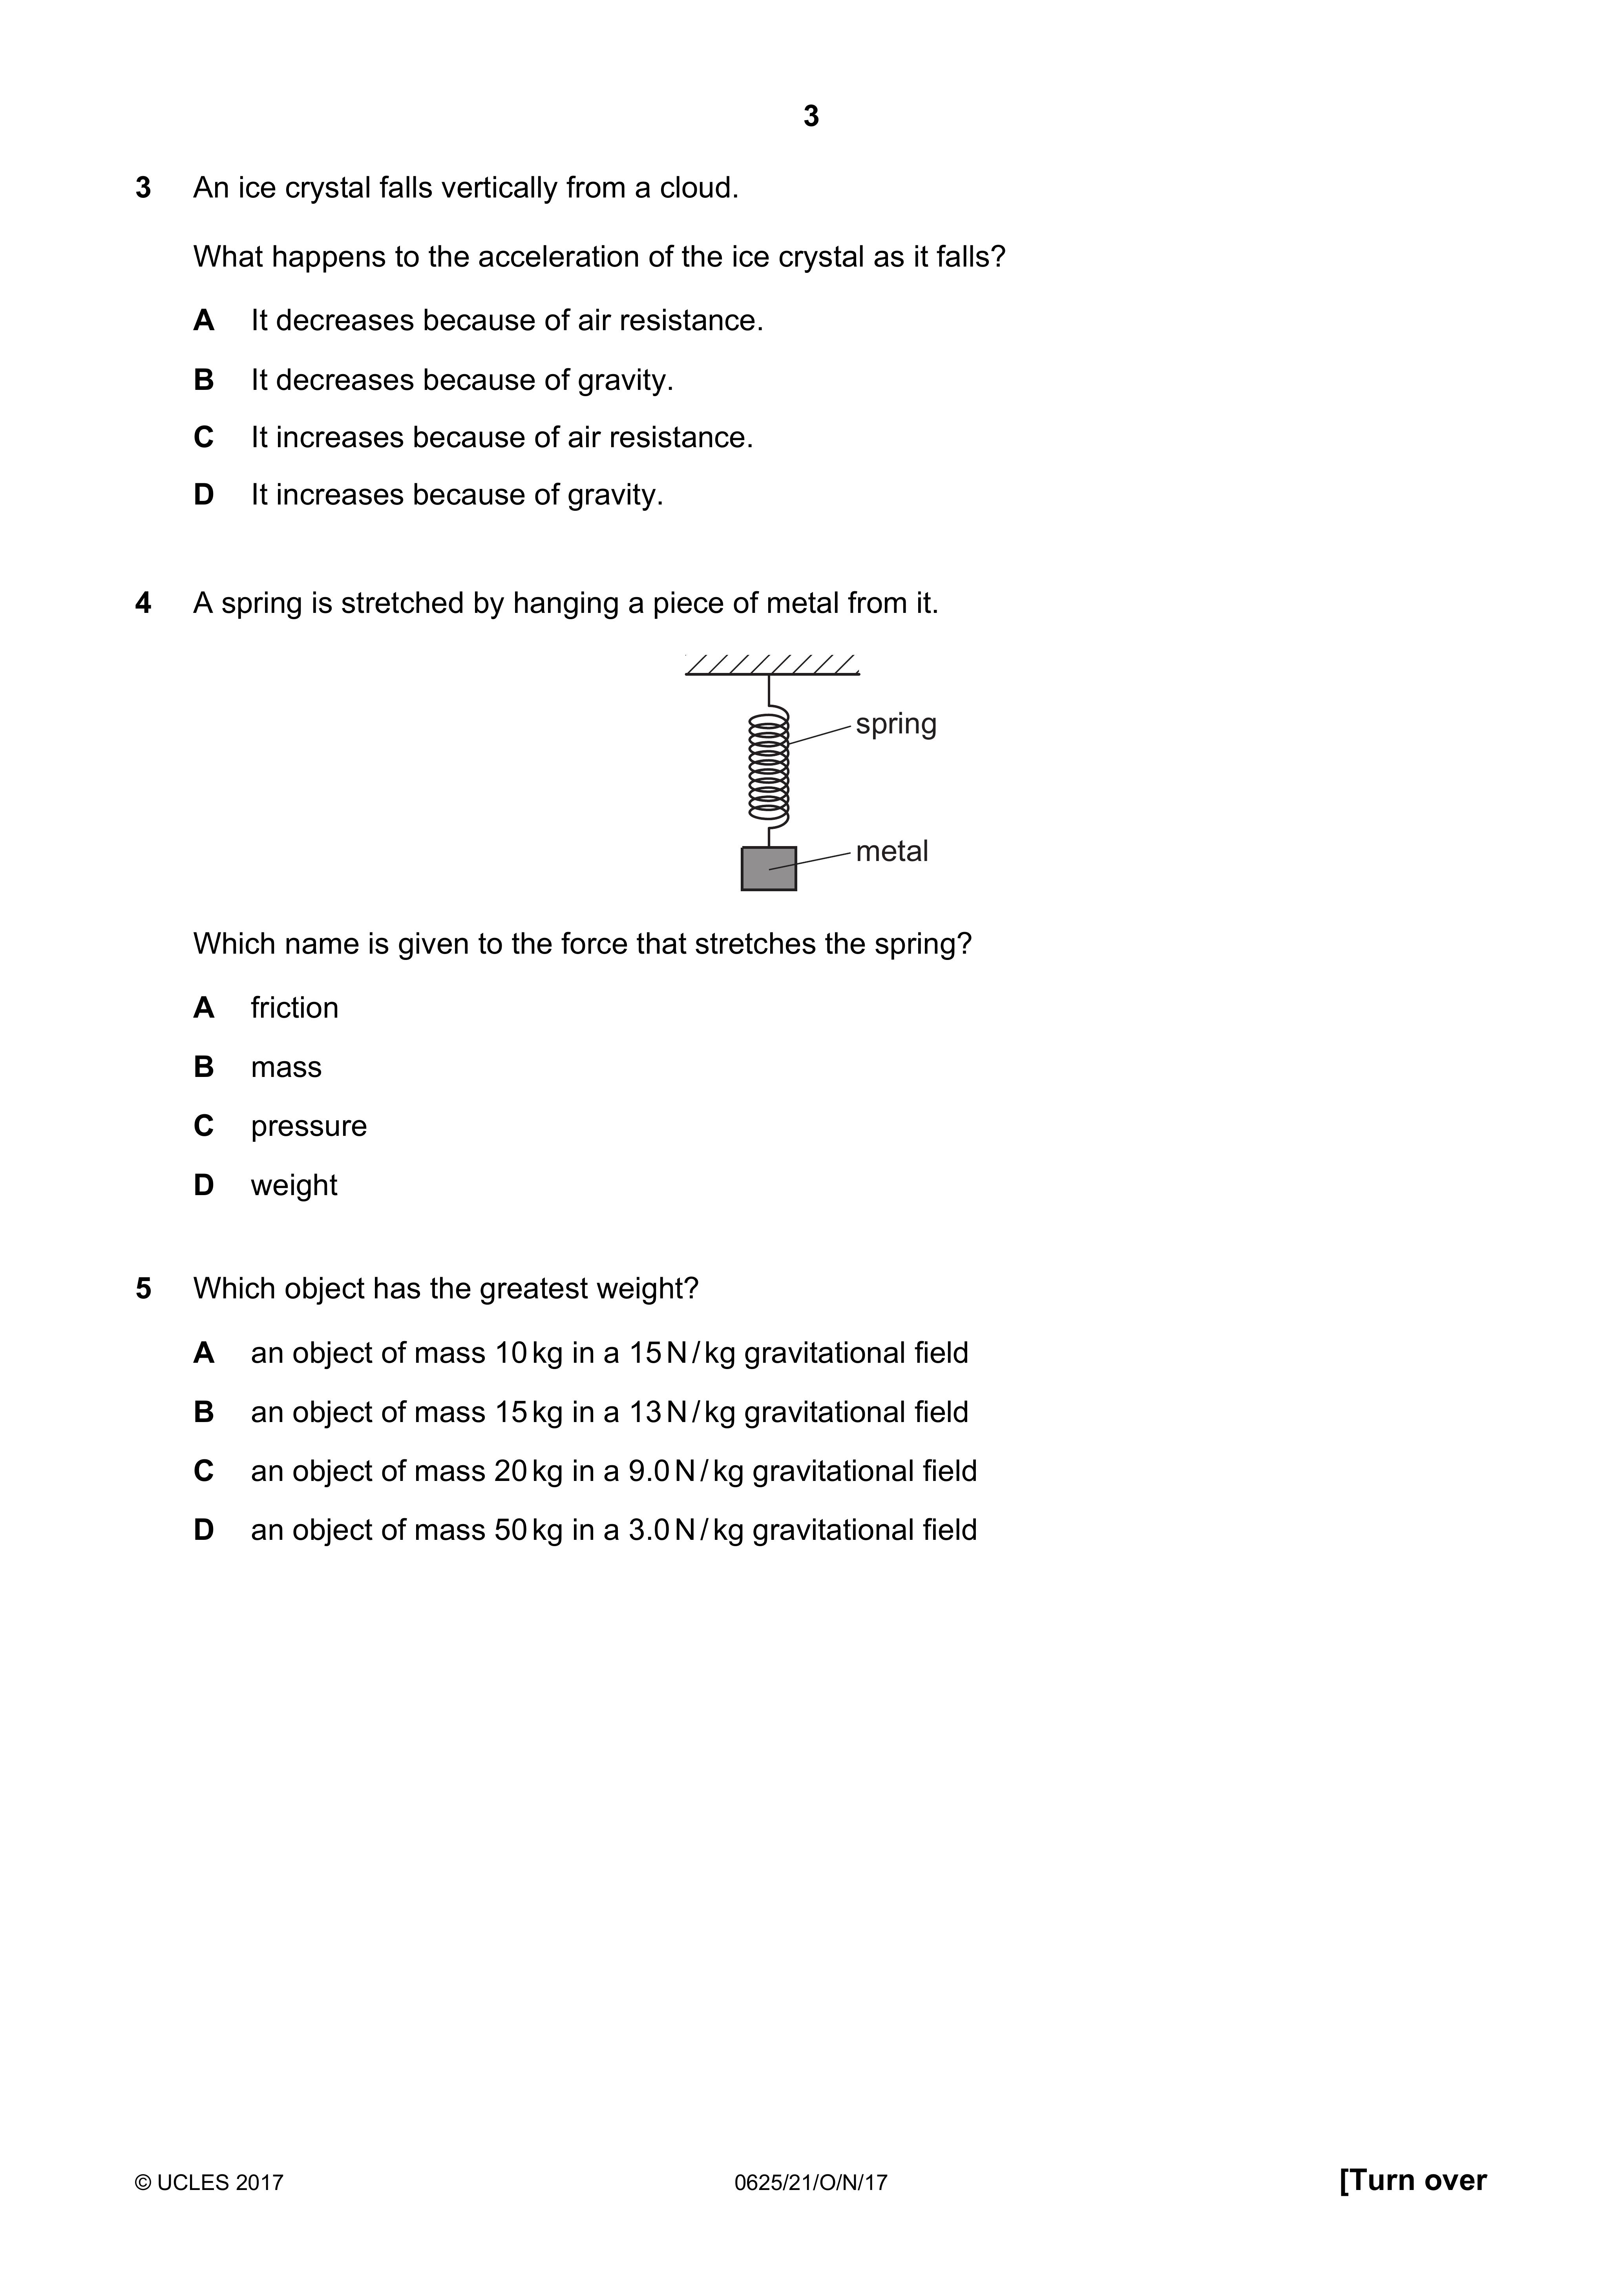 3
3 An ice crystal falls vertically from a cloud.
What happens to the acceleration of the ice crystal as it falls?
A It decreases because of air resistance.
B It decreases because of gravity.
C It increases because of air resistance.
D It increases because of gravity.
4 A spring is stretched by hanging a piece of metal from it.
spring
metal
Which name is given to the force that stretches the spring?
A friction
B mass
C pressure
D weight
5 Which object has the greatest weight?
A an object of mass 10 kg in a 15 N / kg gravitational field
B an object of mass 15 kg in a 13 N / kg gravitational field
C an object of mass 20 kg in a 9.0 N / kg gravitational field
D an object of mass 50 kg in a 3.0 N / kg gravitational field
© UCLES 2017 0625/21/O/N/17 [Turn over